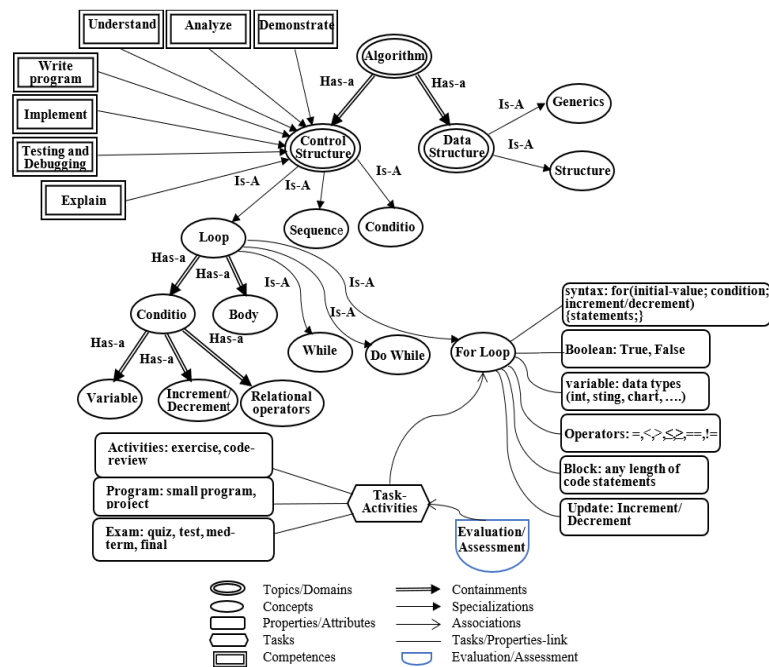 Understand
Analyze
Demonstrate
Write
program
Implement
Testing and
Debugging
Explain
Algorithm
Has-a
Has-a
Control
Structure
Data
Structure
Is-A
Generics
Is-A
Structure
Is-A
Is-A
Is-A
Sequence
Conditio
Loop
Has-a
Has-a
Is-A
Is-A
Is-A
Conditio
Body
While
Do While
For Loop
Has-a
Has-a
Has-a
Variable
Increment/
Decrement
Relational
operators
syntax: for(initial-value; condition;
increment/decrement)
{statements;}
Boolean: True, False
variable: data types
(int, sting, chart, ….)
Operators: =,<,>,≤,≥,==,!=
Block: any length of
code statements
Update: Increment/
Decrement
Activities: exercise, code-
review
Program: small program,
project
Exam: quiz, test, med-
term, final
Task-
Activities
Evaluation/
Assessment
Topics/Domains
Concepts
Properties/Attributes
Tasks
Competences
Containments
Specializations
Associations
Tasks/Properties-link
Evaluation/Assessment